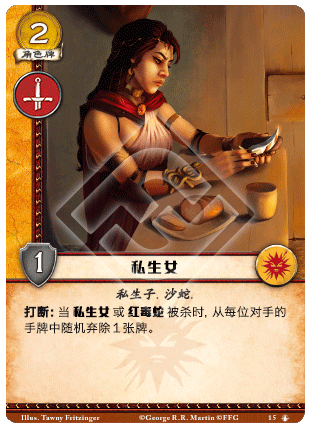 2
角色牌
1
私生女
私生子. 沙蛇.
打断: 当 私生女 或 红毒蛇 被杀时, 从每位对手的
手牌中随机弃除 1 张牌。
Illus. Tawny Fritzinger ©George R. R. Martin ©FFG 15